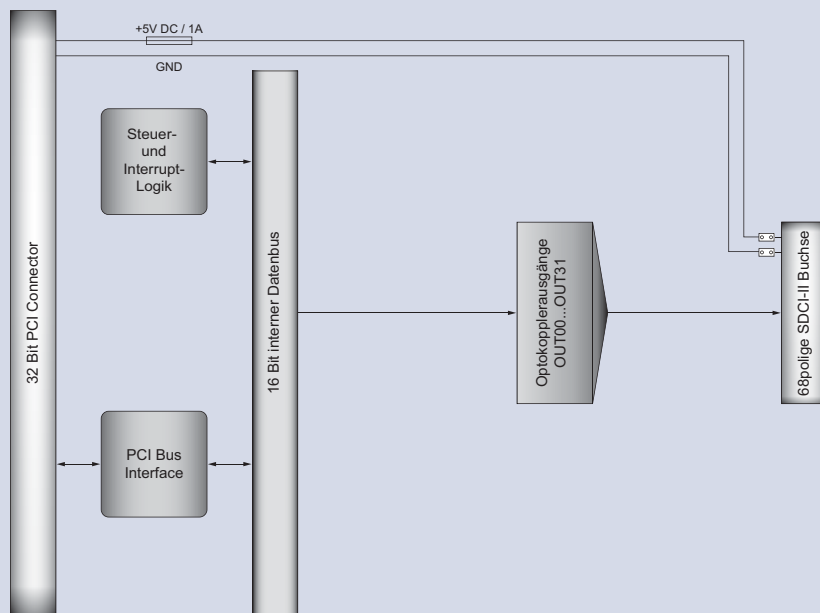 +5V DC / 1A
GND
Steuer-
und
Interrupt-
Logik
32 Bit PCI Connector
16 Bit interner Datenbus
Optokopplerausgänge
OUT00...OUT31
68polige SDCI-II Buchse
PCI Bus
Interface